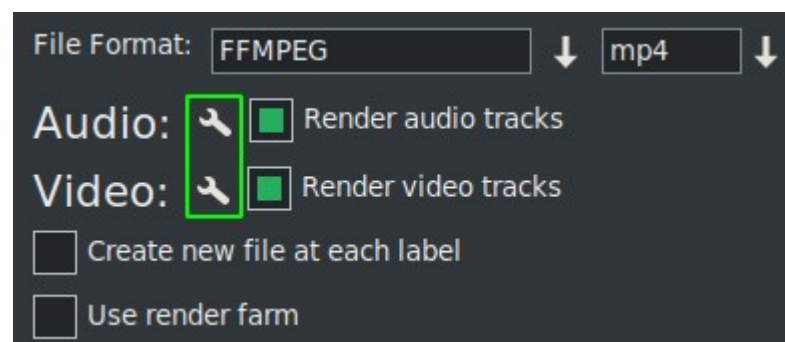 File Format: FFMPEG mp4
Audio: Render audio tracks
Video: Render video tracks
Create new file at each label
Use render farm